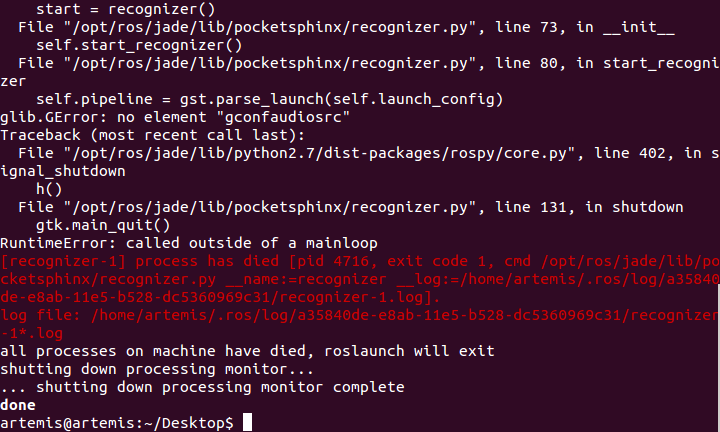 start = recognizer()
  File "/opt/ros/jade/lib/pocketsphinx/recognizer.py", line 73, in __init__
    self.start_recognizer()
  File "/opt/ros/jade/lib/pocketsphinx/recognizer.py", line 80, in start_recogni
zer
    self.pipeline = gst.parse_launch(self.launch_config)
glib.GError: no element "gconfaudiosrc"
Traceback (most recent call last):
  File "/opt/ros/jade/lib/python2.7/dist-packages/rospy/core.py", line 402, in s
ignal_shutdown
    h()
  File "/opt/ros/jade/lib/pocketsphinx/recognizer.py", line 131, in shutdown
    gtk.main_quit()
RuntimeError: called outside of a mainloop
[recognizer-1] process has died [pid 4716, exit code 1, cmd /opt/ros/jade/lib/po
cketsphinx/recognizer.py __name:=recognizer __log:=/home/artemis/.ros/log/a35840
de-e8ab-11e5-b528-dc5360969c31/recognizer-1.log].
log file: /home/artemis/.ros/log/a35840de-e8ab-11e5-b528-dc5360969c31/recognizer
-1*.log
all processes on machine have died, roslaunch will exit
shutting down processing monitor...
... shutting down processing monitor complete
done
artemis@artemis:~/Desktop$